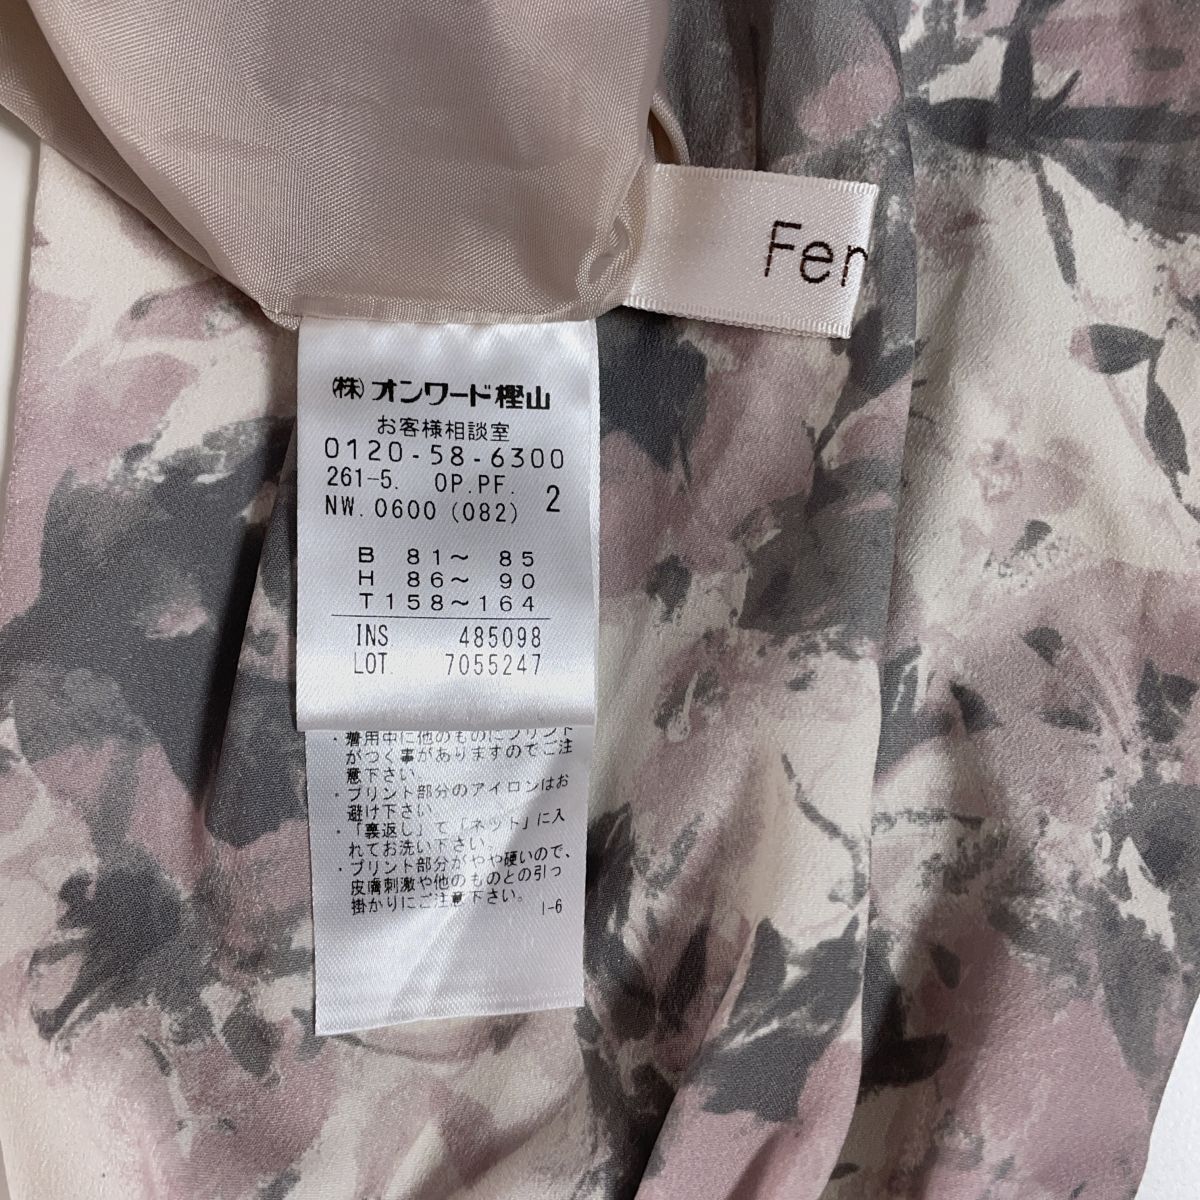 Fer
㈱オンワード樫山
お客様相談室
0120-58-6300
261-5. OP.PF. 2
NW.0600 (082)
B 81～ 85
H 86～ 90
T158～164
INS 485098
LOT. 7055247
・着用中に他のものにプリント
がつく事がありますのでご注
意下さい。
・プリント部分のアイロンはお
避け下さい
・「裏返し」て「ネット」に入
れてお洗い下さい。
・プリント部分がやや硬いので、
皮膚刺激や他のものとの引っ
掛かりにご注意下さい。
I-6